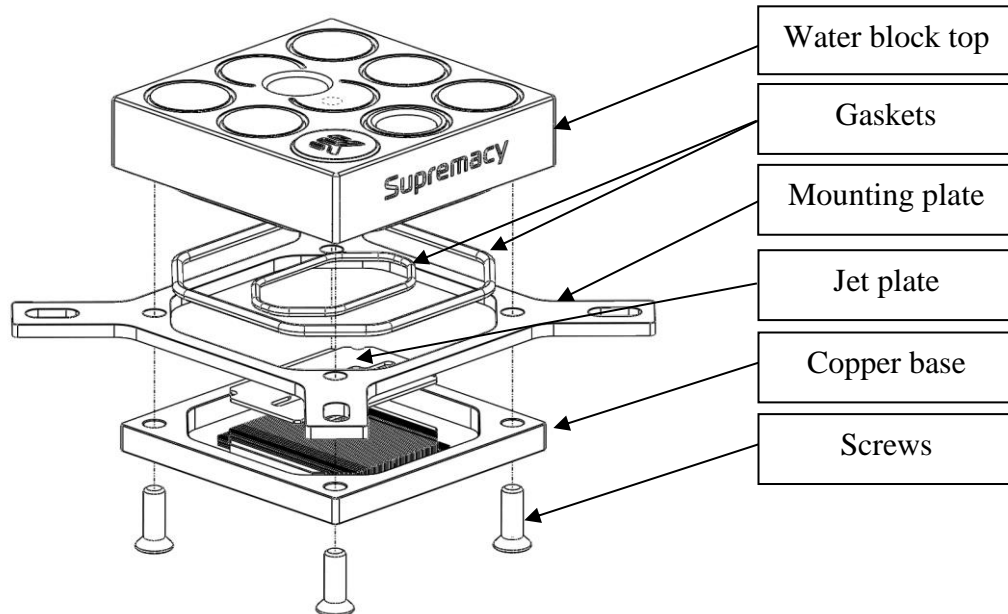 Water block top
Gaskets
Supremacy
Mounting plate
Jet plate
Copper base
Screws